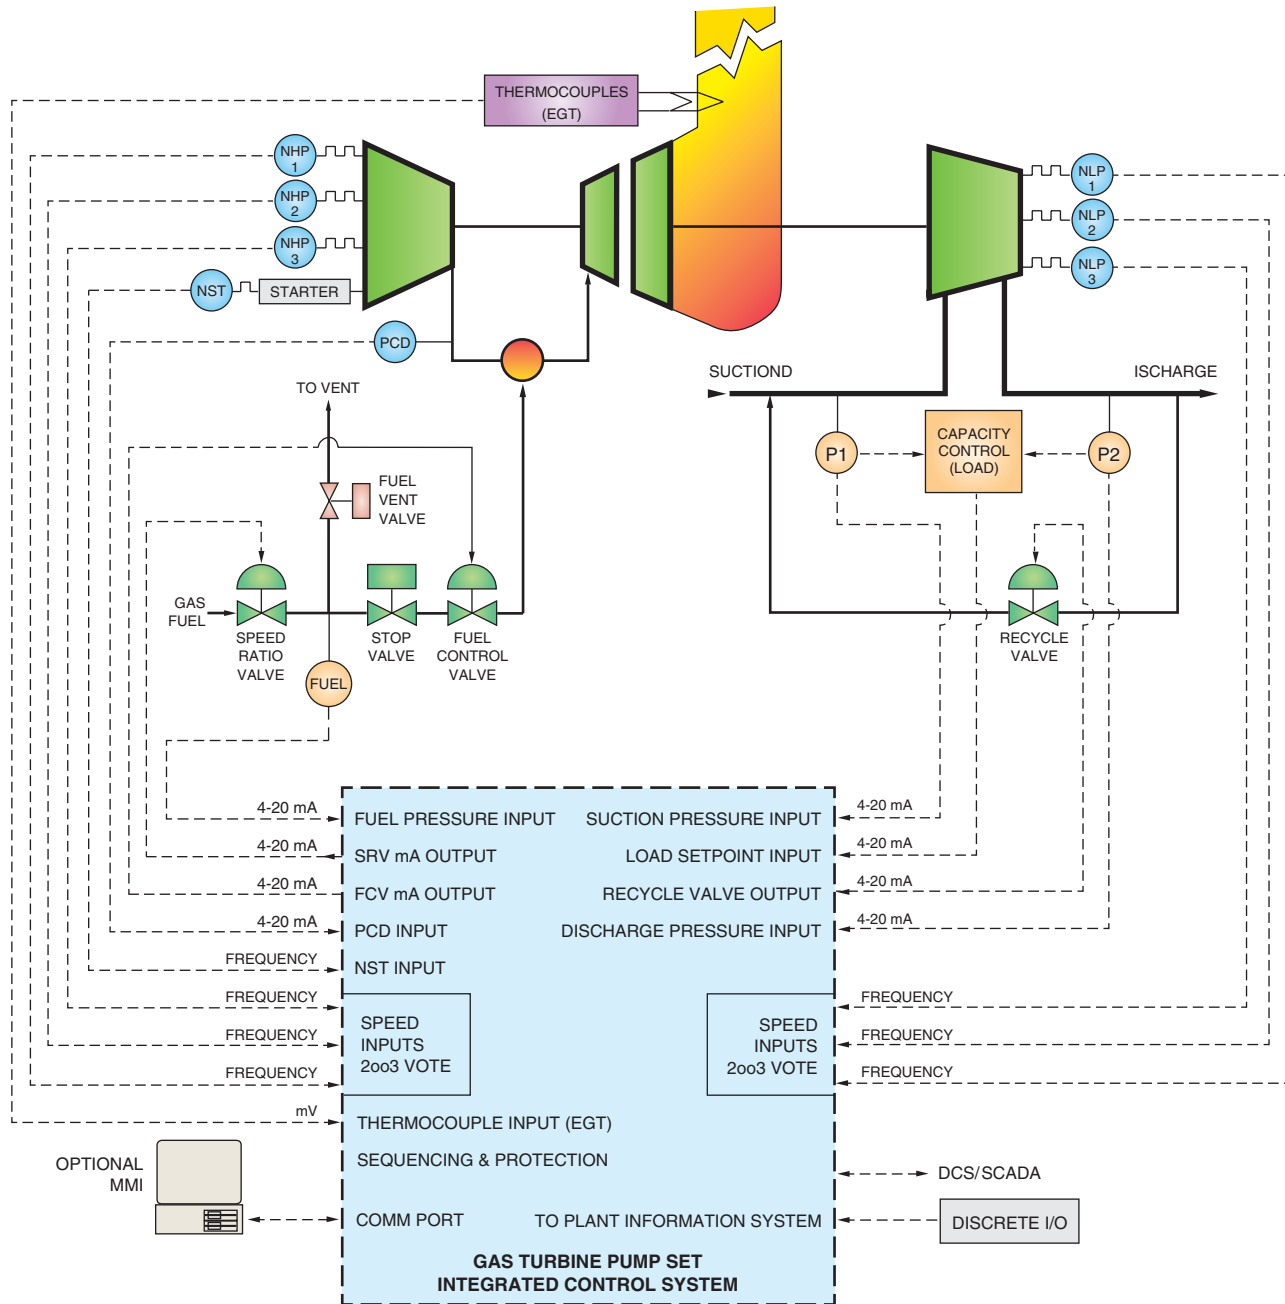 THERMOCOUPLES
(EGT)
NHP
1
NHP
2
NHP
3
NST
STARTER
PCD
NLP
1
NLP
2
NLP
3
SUCTIOND
ISCHARGE
TO VENT
P1
CAPACITY
CONTROL
(LOAD)
P2
FUEL
VENT
VALVE
GAS
FUEL
SPEED
RATIO
VALVE
STOP
VALVE
FUEL
CONTROL
VALVE
RECYCLE
VALVE
FUEL
4-20 mA
FUEL PRESSURE INPUT
SUCTION PRESSURE INPUT
4-20 mA
4-20 mA
SRV mA OUTPUT
LOAD SETPOINT INPUT
4-20 mA
4-20 mA
FCV mA OUTPUT
RECYCLE VALVE OUTPUT
4-20 mA
4-20 mA
PCD INPUT
DISCHARGE PRESSURE INPUT
4-20 mA
FREQUENCY
NST INPUT
FREQUENCY
FREQUENCY
FREQUENCY
SPEED
INPUTS
2oo3 VOTE
SPEED
INPUTS
2oo3 VOTE
FREQUENCY
FREQUENCY
FREQUENCY
mV
THERMOCOUPLE INPUT (EGT)
OPTIONAL
MMI
SEQUENCING & PROTECTION
DCS/SCADA
COMM PORT
TO PLANT INFORMATION SYSTEM
DISCRETE I/O
GAS TURBINE PUMP SET
INTEGRATED CONTROL SYSTEM